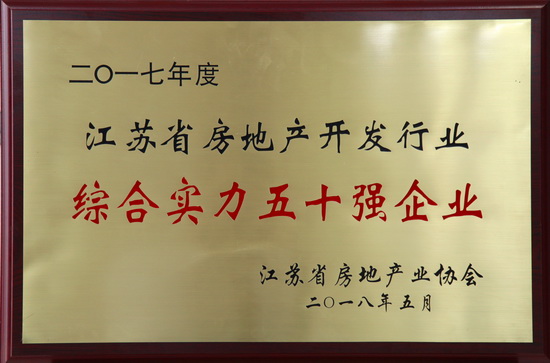 二〇一七年度
江苏省房地产开发行业
综合实力五十强企业
江苏省房地产业协会
二〇一八年五月